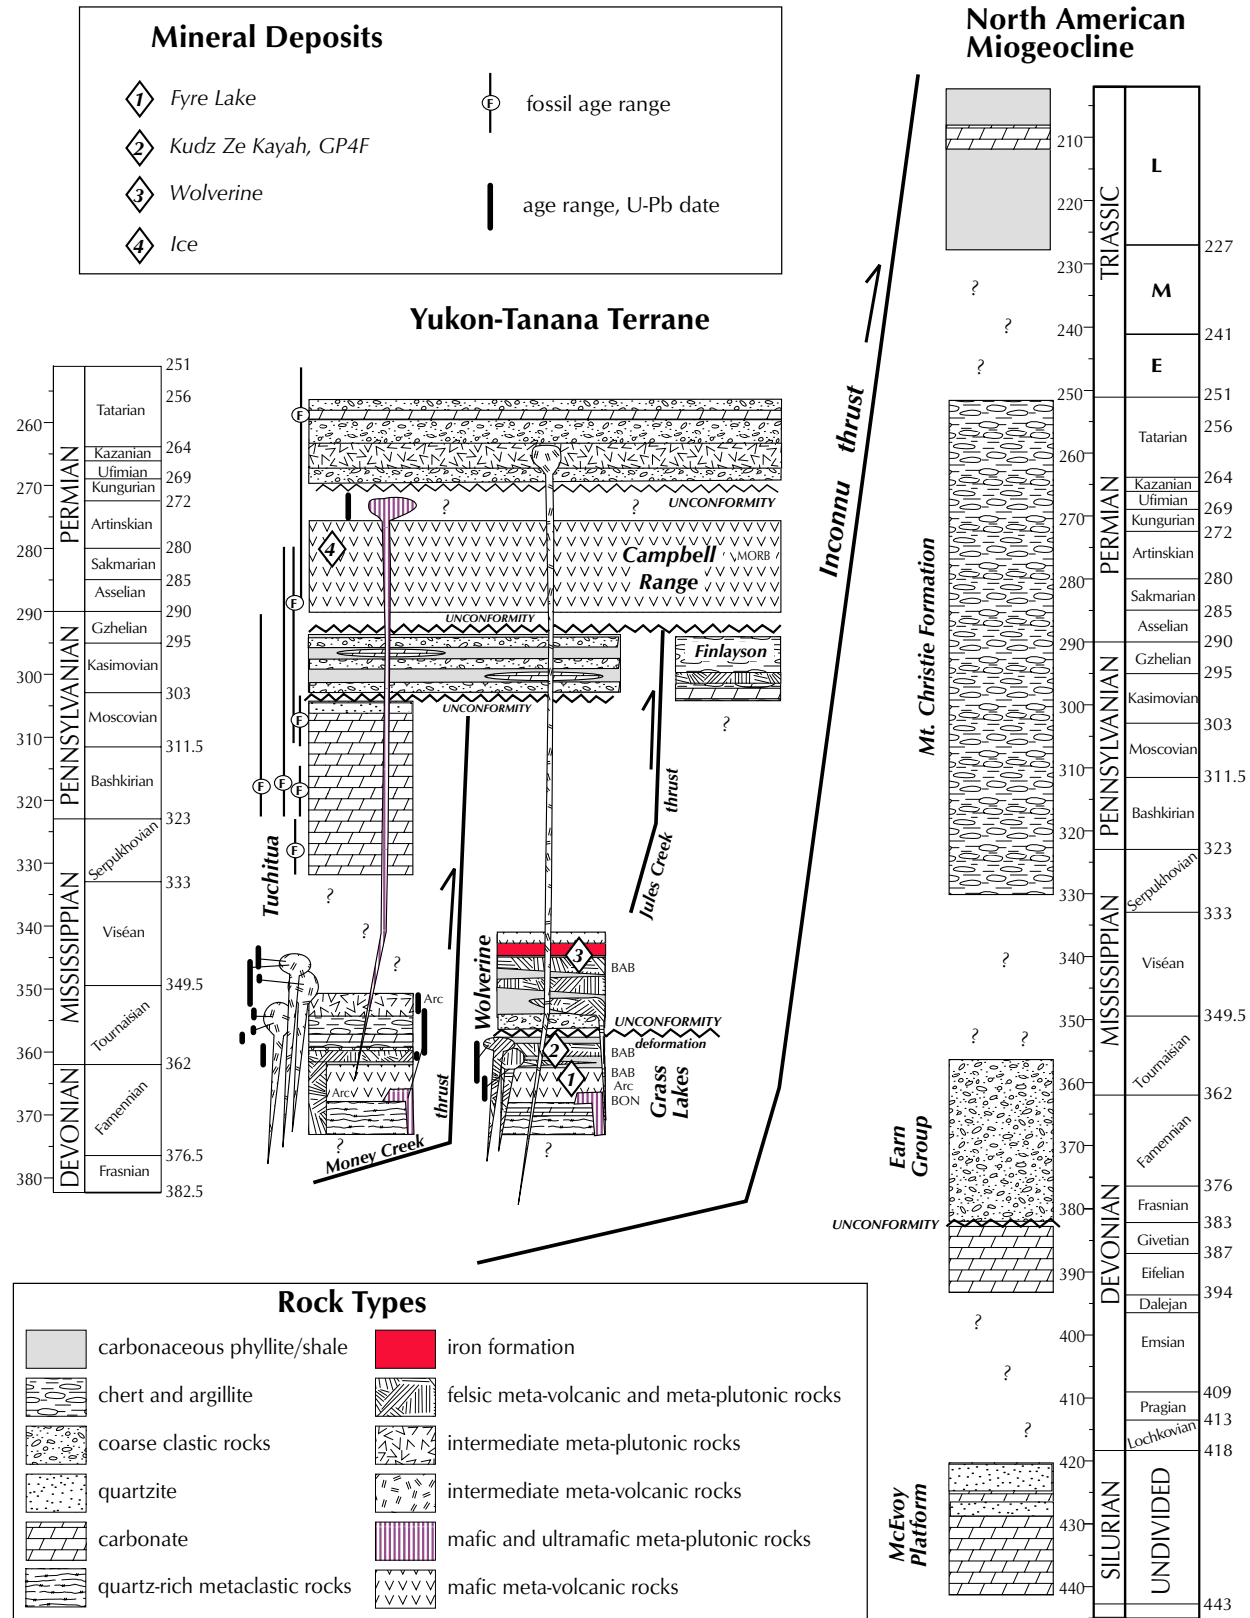 Mineral Deposits
1 Fyre Lake
2 Kudz Ze Kayah, GP4F
3 Wolverine
4 Ice
F fossil age range
age range, U-Pb date
North American
Miogeocline
Yukon-Tanana Terrane
251
256
264
269
272
280
285
290
295
303
311.5
323
333
349.5
362
376.5
382.5
260
270
280
290
300
310
320
330
340
350
360
370
380
PERMIAN
PENNSYLVANIAN
MISSISSIPPIAN
DEVONIAN
Tatarian
Kazanian
Ufimian
Kungurian
Artinskian
Sakmarian
Asselian
Gzhelian
Kasimovian
Moscovian
Bashkirian
Serpukhovian
Viséan
Tournaisian
Famennian
Frasnian
F
F
F
F
F
F
F
UNCONFORMITY
? ?
4
Campbell
Range
MORB
UNCONFORMITY
Finlayson
UNCONFORMITY
?
Tuchitua
?
?
?
Arc
Arc
?
Money Creek
thrust
Wolverine
3
BAB
UNCONFORMITY
deformation
2
BAB
1
BAB
Arc
BON
Grass
Lakes
?
Jules Creek
thrust
Inconnu thrust
210
220
230
240
250
260
270
280
290
300
310
320
330
340
350
360
370
380
390
400
410
420
430
440
TRIASSIC
PERMIAN
PENNSYLVANIAN
MISSISSIPPIAN
DEVONIAN
SILURIAN
L
M
E
Tatarian
Kazanian
Ufimian
Kungurian
Artinskian
Sakmarian
Asselian
Gzhelian
Kasimovian
Moscovian
Bashkirian
Serpukhovian
Viséan
Tournaisian
Famennian
Frasnian
Givetian
Eifelian
Dalejan
Emsian
Pragian
Lochkovian
UNDIVIDED
227
241
251
256
264
269
272
280
285
290
295
303
311.5
323
333
349.5
362
376
383
387
394
409
413
418
443
?
?
?
Mt. Christie Formation
?
?
?
Earn
Group
UNCONFORMITY
?
?
?
McEvoy
Platform
Rock Types
carbonaceous phyllite/shale
chert and argillite
coarse clastic rocks
quartzite
carbonate
quartz-rich metaclastic rocks
iron formation
felsic meta-volcanic and meta-plutonic rocks
intermediate meta-plutonic rocks
intermediate meta-volcanic rocks
mafic and ultramafic meta-plutonic rocks
mafic meta-volcanic rocks